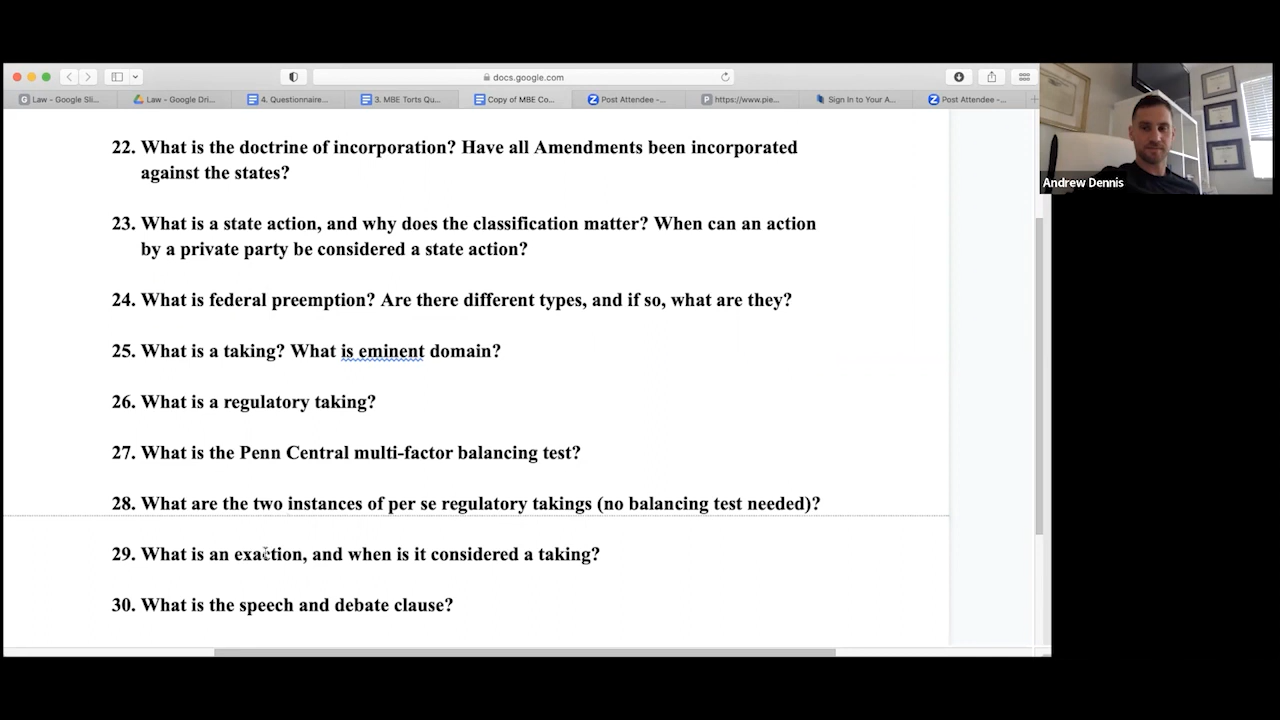 docs.google.com
Law - Google Sli...
Law - Google Dri...
4. Questionnaire...
3. MBE Torts Qu...
Copy of MBE Co...
Post Attendee -...
https://www.pie...
Sign In to Your A...
Post Attendee -...
22. What is the doctrine of incorporation? Have all Amendments been incorporated
against the states?
23. What is a state action, and why does the classification matter? When can an action
by a private party be considered a state action?
24. What is federal preemption? Are there different types, and if so, what are they?
25. What is a taking? What is eminent domain?
26. What is a regulatory taking?
27. What is the Penn Central multi-factor balancing test?
28. What are the two instances of per se regulatory takings (no balancing test needed)?
29. What is an exaction, and when is it considered a taking?
30. What is the speech and debate clause?
Andrew Dennis